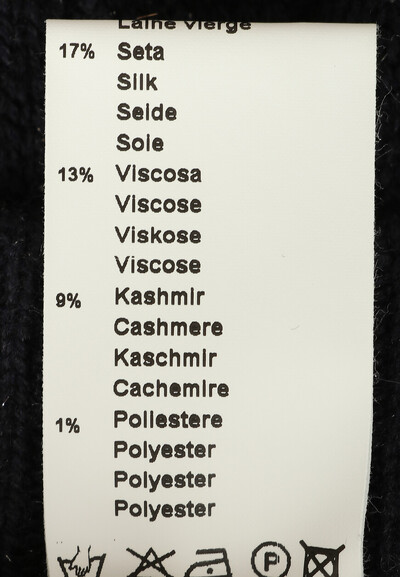 Laine vierge
17% Seta
Silk
Seide
Soie
13% Viscosa
Viscose
Viskose
Viscose
9% Kashmir
Cashmere
Kaschmir
Cachemire
1% Poliestere
Polyester
Polyester
Polyester
P